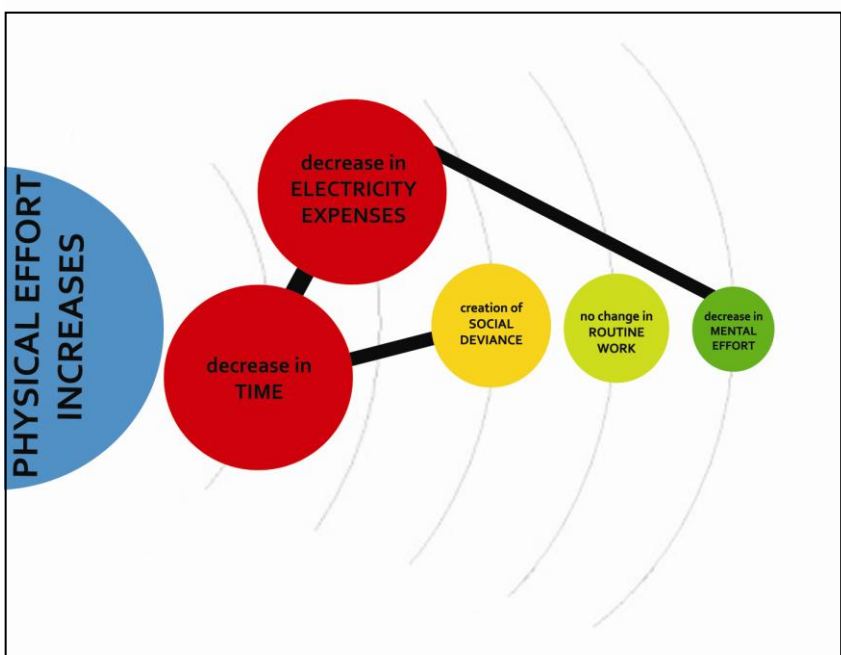 PHYSICAL EFFORT
INCREASES
decrease in
ELECTRICITY
EXPENSES
decrease in
TIME
creation of
SOCIAL
DEVIANCE
no change in
ROUTINE
WORK
decrease in
MENTAL
EFFORT